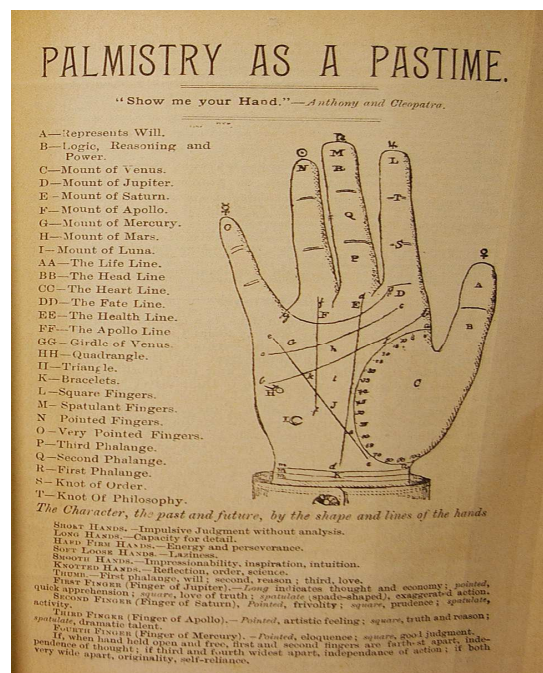 PALMISTRY AS A PASTIME.
"Show me your Hand."—Anthony and Cleopatra.
A—Represents Will.
B—Logic, Reasoning and
Power.
C—Mount of Venus.
D—Mount of Jupiter.
E—Mount of Saturn.
F—Mount of Apollo.
G—Mount of Mercury.
H—Mount of Mars.
I—Mount of Luna.
AA—The Life Line.
BB—The Head Line
CC—The Heart Line.
DD—The Fate Line.
EE—The Health Line.
FF—The Apollo Line
GG—Girdle of Venus.
HH—Quadrangle.
II—Triangle.
K—Bracelets.
L—Square Fingers.
M—Spatulant Fingers.
N Pointed Fingers.
O—Very Pointed Fingers.
P—Third Phalange.
Q—Second Phalange.
R—First Phalange.
S—Knot of Order.
T—Knot of Philosophy.
N
M
R
L
Q
T
S
P
O
A
B
D
E
F
G
C
H
K
The Character, the past and future, by the shape and lines of the hands
SHORT HANDS.—Impulsive Judgment without analysis.
LONG HANDS.—Capacity for detail.
HARD FIRM HANDS.—Energy and perseverance.
SOFT LOOSE HANDS.—Laziness.
SMOOTH HANDS.—Impressionability, inspiration, intuition.
KNOTTED HANDS.—Reflection, order, science.
THUMB.—First phalange, will; second, reason; third, love.
FIRST FINGER (Finger of Jupiter).—Long indicates thought and economy; pointed,
quick apprehension; square, love of truth; spatulate (spade-shaped), exaggerated action.
SECOND FINGER (Finger of Saturn), Pointed, frivolity; square, prudence; spatulate,
activity.
THIRD FINGER (Finger of Apollo).—Pointed, artistic feeling; square, truth and reason;
spatulate, dramatic talent.
FOURTH FINGER (Finger of Mercury).—Pointed, eloquence; square, good judgment.
If, when hand held open and free, first and second fingers are farthest apart, inde-
pendence of thought; if third and fourth widest apart, independance of action; if both
very wide apart, originality, self-reliance.